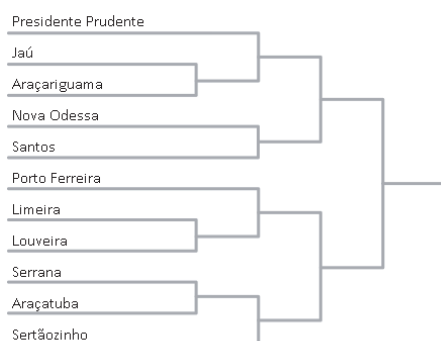 Presidente Prudente
Jaú
Araçariguama
Nova Odessa
Santos
Porto Ferreira
Limeira
Louveira
Serrana
Araçatuba
Sertãozinho